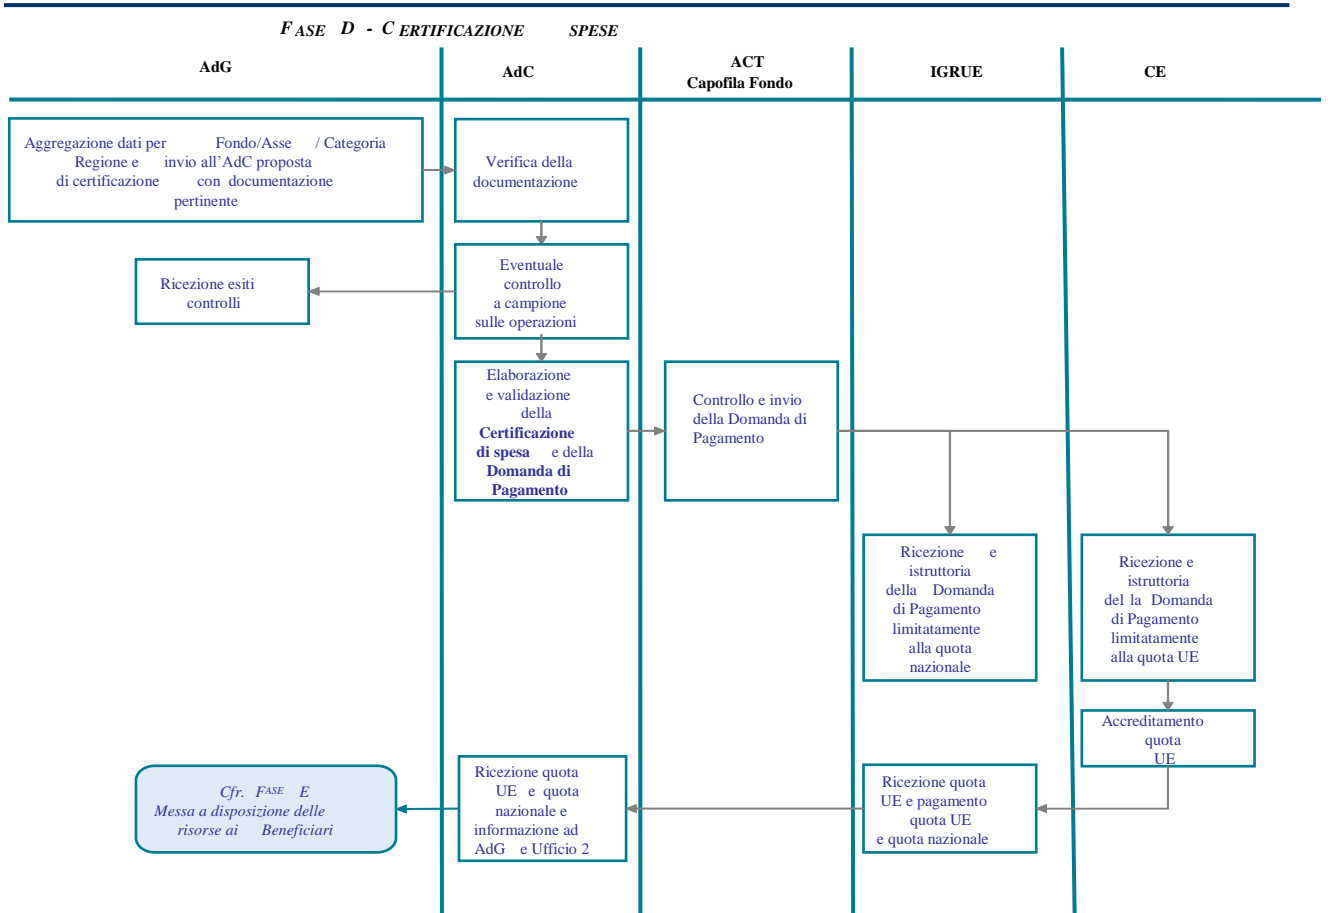 FASE D - CERTIFICAZIONE SPESE
AdG
AdC
ACT
Capofila Fondo
IGRUE
CE
Aggregazione dati per Fondo/Asse / Categoria
Regione e invio all'AdC proposta
di certificazione con documentazione
pertinente
Verifica della
documentazione
Ricezione esiti
controlli
Eventuale
controllo
a campione
sulle operazioni
Elaborazione
e validazione
della
Certificazione
di spesa e della
Domanda di
Pagamento
Controllo e invio
della Domanda di
Pagamento
Ricezione e
istruttoria
della Domanda
di Pagamento
limitatamente
alla quota
nazionale
Ricezione e
istruttoria
del la Domanda
di Pagamento
limitatamente
alla quota UE
Accreditamento
quota
UE
Cfr. FASE E
Messa a disposizione delle
risorse ai Beneficiari
Ricezione quota
UE e quota
nazionale e
informazione ad
AdG e Ufficio 2
Ricezione quota
UE e pagamento
quota UE
e quota nazionale